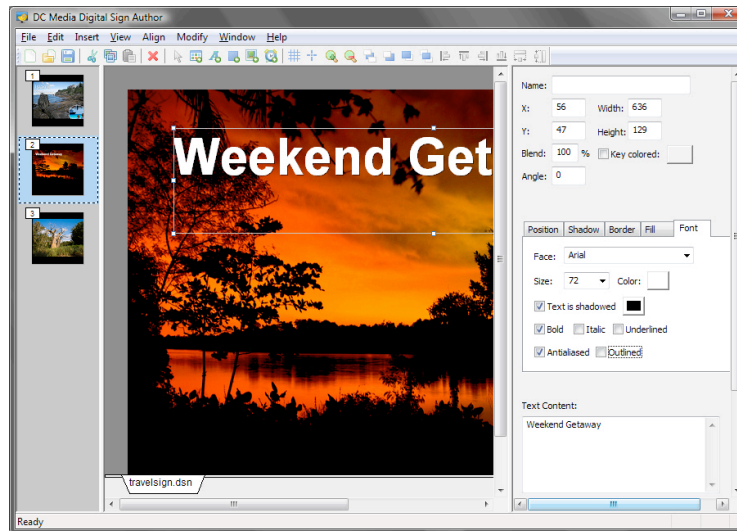 DC Media Digital Sign Author
File Edit Insert View Align Modify Window Help
1
2
3
Weekend Get
travelsign.dsn
Name:
X: 56 Width: 636
Y: 47 Height: 129
Blend: 100 % Key colored:
Angle: 0
Position Shadow Border Fill Font
Face: Arial
Size: 72 Color:
Text is shadowed
Bold Italic Underlined
Antialiased Outlined
Text Content:
Weekend Getaway
Ready